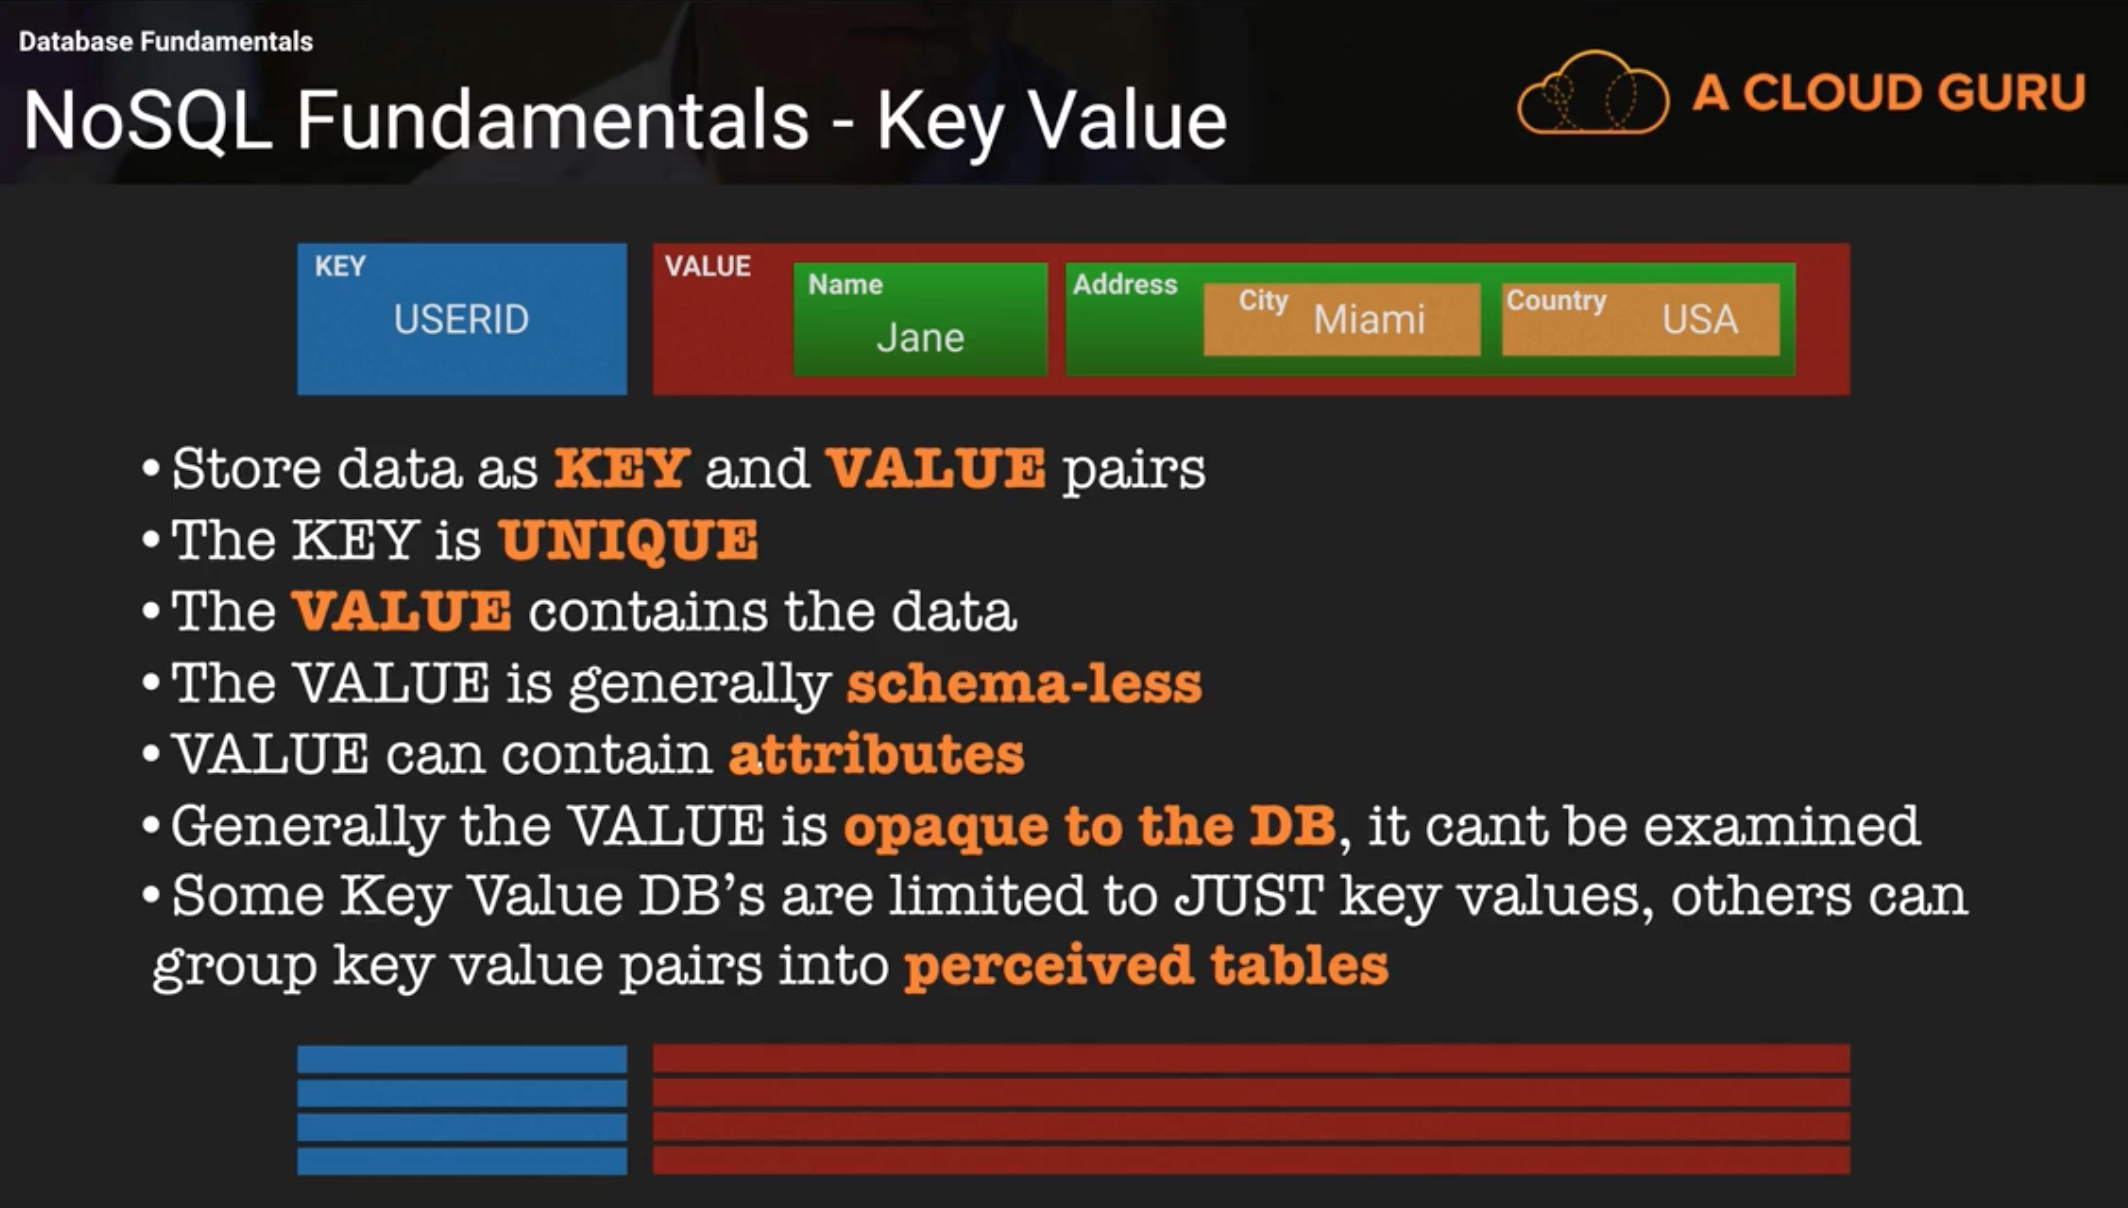 Database Fundamentals
NoSQL Fundamentals - Key Value
A CLOUD GURU
KEY
USERID
VALUE
Name
Jane
Address
City Miami
Country USA
•Store data as KEY and VALUE pairs
•The KEY is UNIQUE
•The VALUE contains the data
•The VALUE is generally schema-less
•VALUE can contain attributes
•Generally the VALUE is opaque to the DB, it cant be examined
•Some Key Value DB’s are limited to JUST key values, others can
group key value pairs into perceived tables